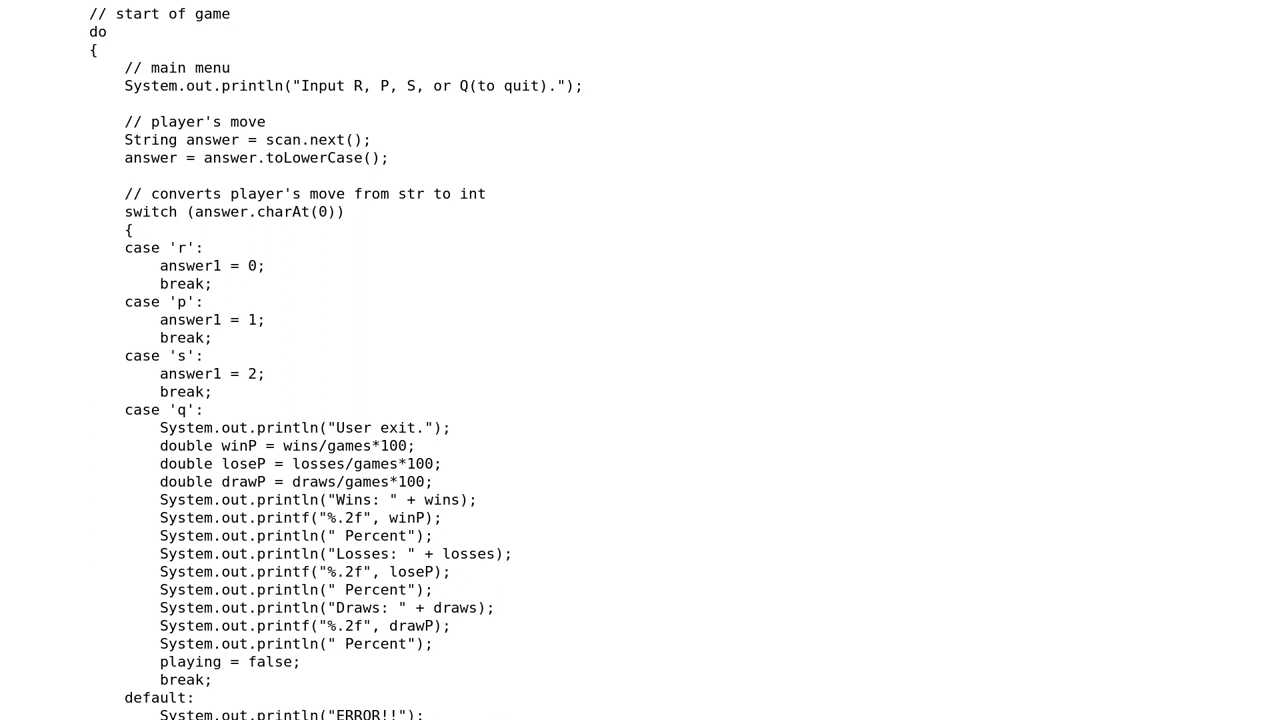 // start of game
do
{
// main menu
System.out.println("Input R, P, S, or Q(to quit).");
// player's move
String answer = scan.next();
answer = answer.toLowerCase();
// converts player's move from str to int
switch (answer.charAt(0))
{
case 'r':
answer1 = 0;
break;
case 'p':
answer1 = 1;
break;
case 's':
answer1 = 2;
break;
case 'q':
System.out.println("User exit.");
double winP = wins/games*100;
double loseP = losses/games*100;
double drawP = draws/games*100;
System.out.println("Wins: " + wins);
System.out.printf("%.2f", winP);
System.out.println(" Percent");
System.out.println("Losses: " + losses);
System.out.printf("%.2f", loseP);
System.out.println(" Percent");
System.out.println("Draws: " + draws);
System.out.printf("%.2f", drawP);
System.out.println(" Percent");
playing = false;
break;
default:
System.out.println("ERROR!!");